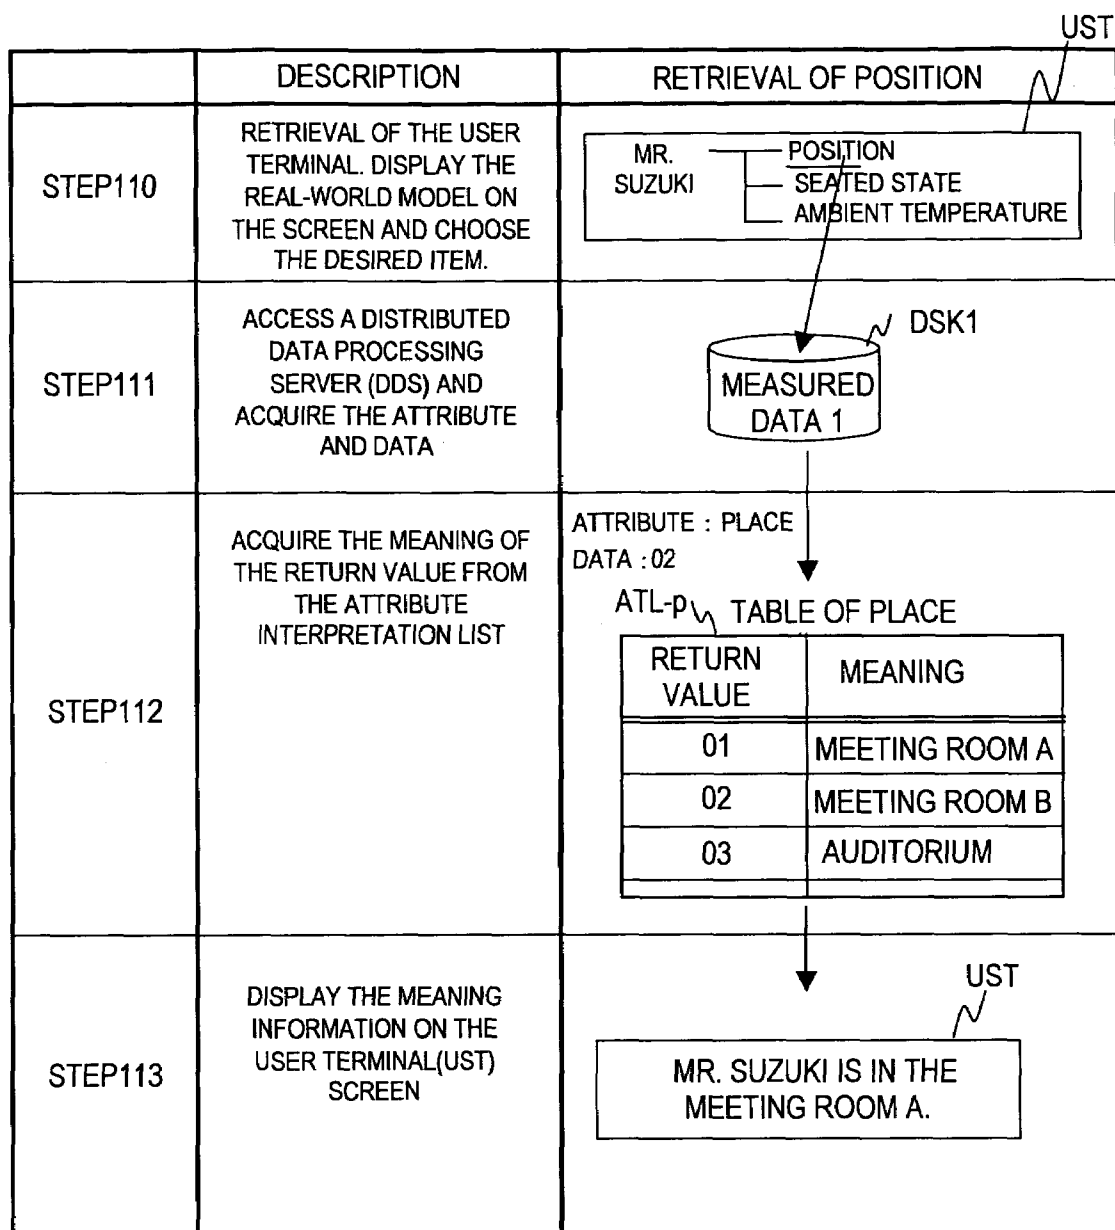 UST
DESCRIPTION
RETRIEVAL OF POSITION
STEP110
RETRIEVAL OF THE USER
TERMINAL. DISPLAY THE
REAL-WORLD MODEL ON
THE SCREEN AND CHOOSE
THE DESIRED ITEM.
MR.
SUZUKI
POSITION
SEATED STATE
AMBIENT TEMPERATURE
STEP111
ACCESS A DISTRIBUTED
DATA PROCESSING
SERVER (DDS) AND
ACQUIRE THE ATTRIBUTE
AND DATA
DSK1
MEASURED
DATA 1
STEP112
ACQUIRE THE MEANING OF
THE RETURN VALUE FROM
THE ATTRIBUTE
INTERPRETATION LIST
ATTRIBUTE : PLACE
DATA :02
ATL-p
TABLE OF PLACE
RETURN
VALUE
MEANING
01 MEETING ROOM A
02 MEETING ROOM B
03 AUDITORIUM
STEP113
DISPLAY THE MEANING
INFORMATION ON THE
USER TERMINAL(UST)
SCREEN
UST
MR. SUZUKI IS IN THE
MEETING ROOM A.